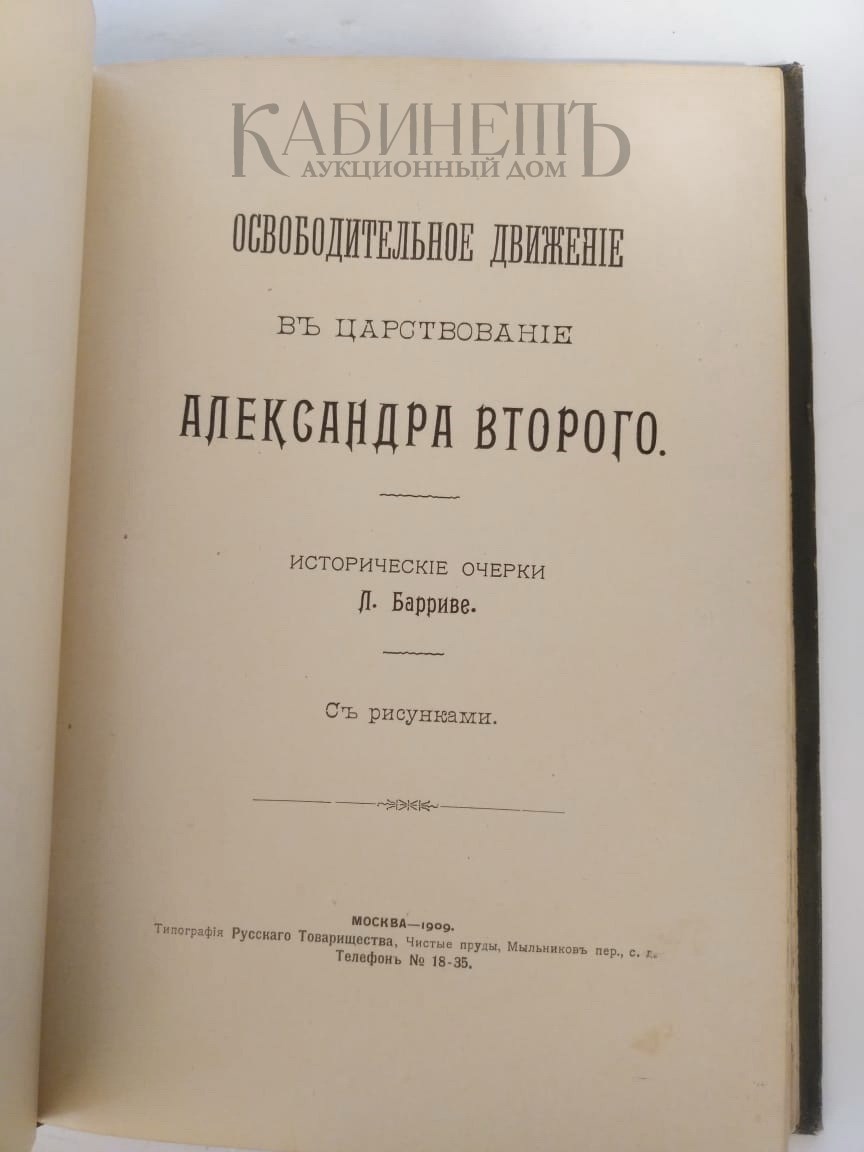 КАБИНЕТЪ
АУКЦИОННЫЙ ДОМ
ОСВОБОДИТЕЛЬНОЕ ДВИЖЕНІЕ
ВЪ ЦАРСТВОВАНІЕ
АЛЕКСАНДРА ВТОРОГО.
ИСТОРИЧЕСКІЕ ОЧЕРКИ
Л. Барриве.
Съ рисунками.
МОСКВА—1909.
Типографія Русскаго Товарищества, Чистые пруды, Мыльниковъ пер., с. д.
Телефонъ № 18-35.